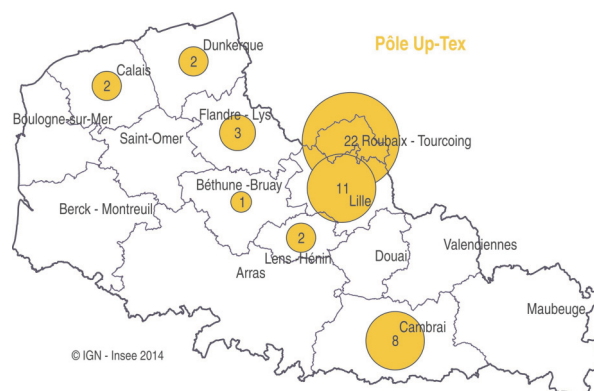 Pôle Up-Tex
Dunkerque
2
Calais
2
Boulogne-sur-Mer
Flandre - Lys
3
Saint-Omer
22 Roubaix - Tourcoing
Béthune -Bruay
1
11
Lille
Berck - Montreuil
2
Lens -Hénin
Arras
Douai
Valendiennes
Maubeuge
Cambrai
8
© IGN - Insee 2014